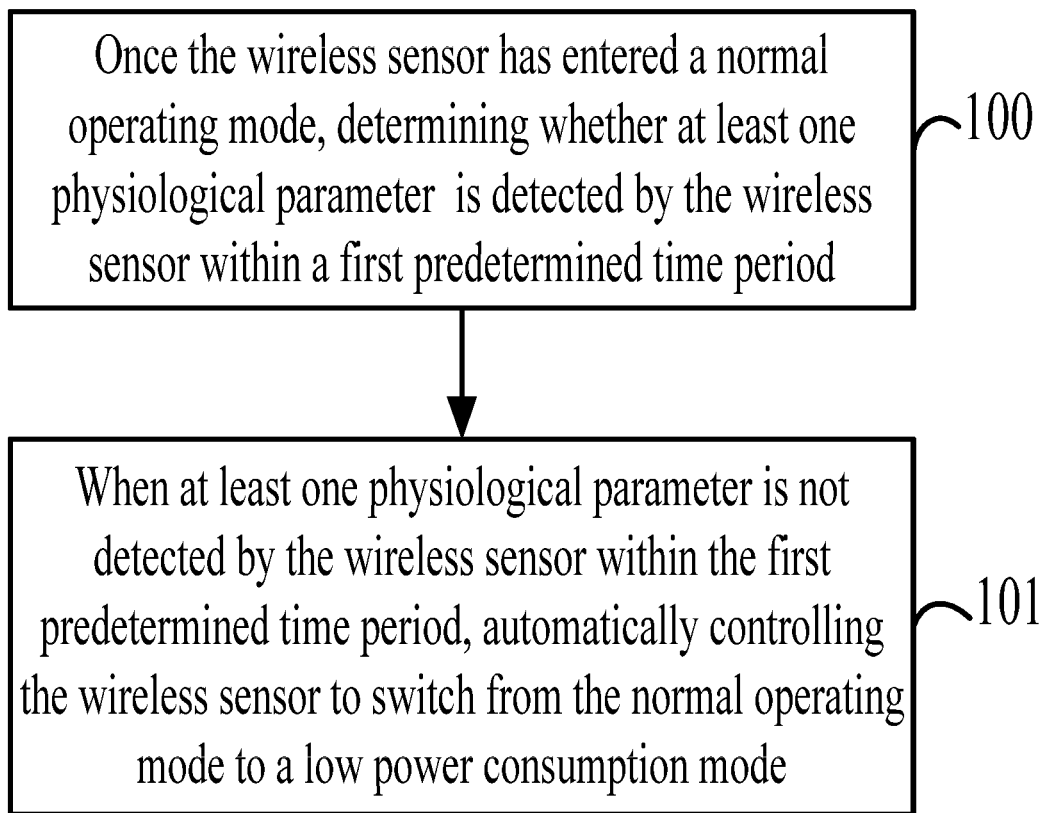 Once the wireless sensor has entered a normal
operating mode, determining whether at least one
physiological parameter is detected by the wireless
sensor within a first predetermined time period
100
When at least one physiological parameter is not
detected by the wireless sensor within the first
predetermined time period, automatically controlling
the wireless sensor to switch from the normal operating
mode to a low power consumption mode
101